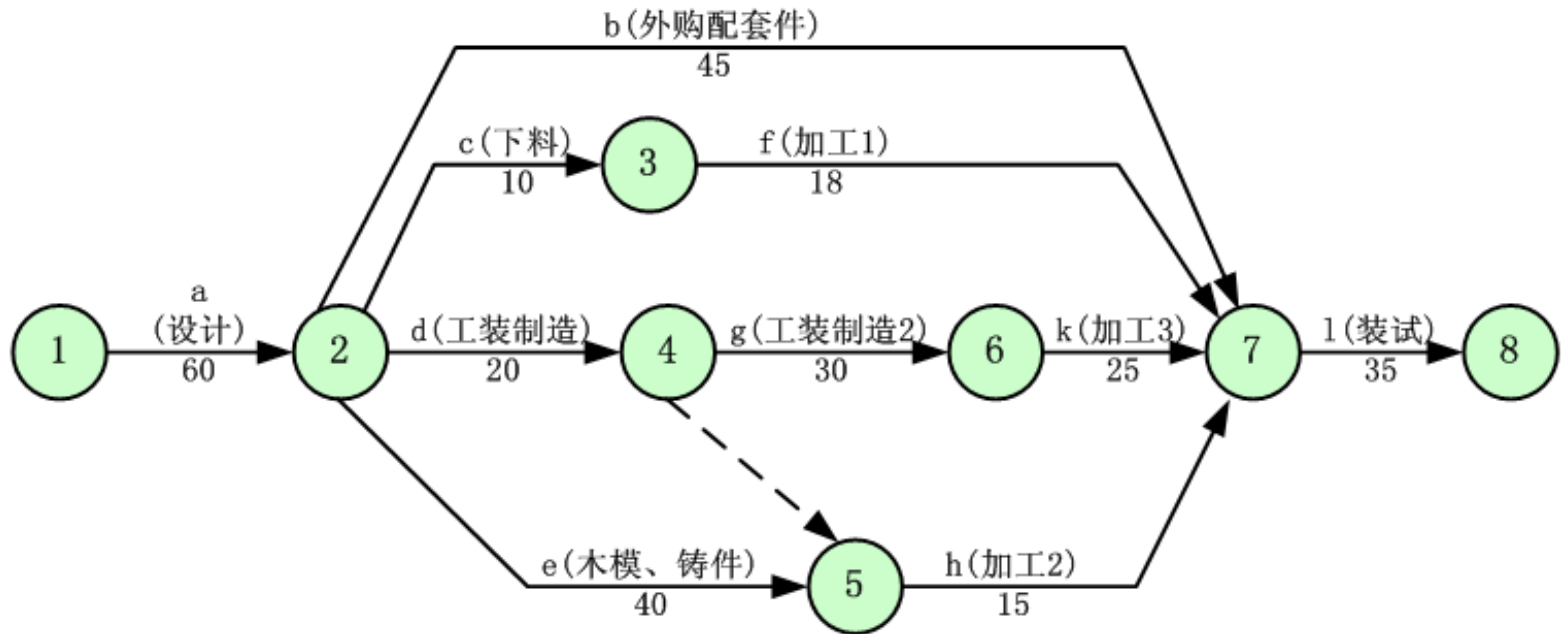 b(外购配套件)
45
c(下料)
10
3
f(加工1)
18
1
a
(设计)
60
2
d(工装制造)
20
4
g(工装制造2)
30
6
k(加工3)
25
7
l(装试)
35
8
e(木模、铸件)
40
5
h(加工2)
15